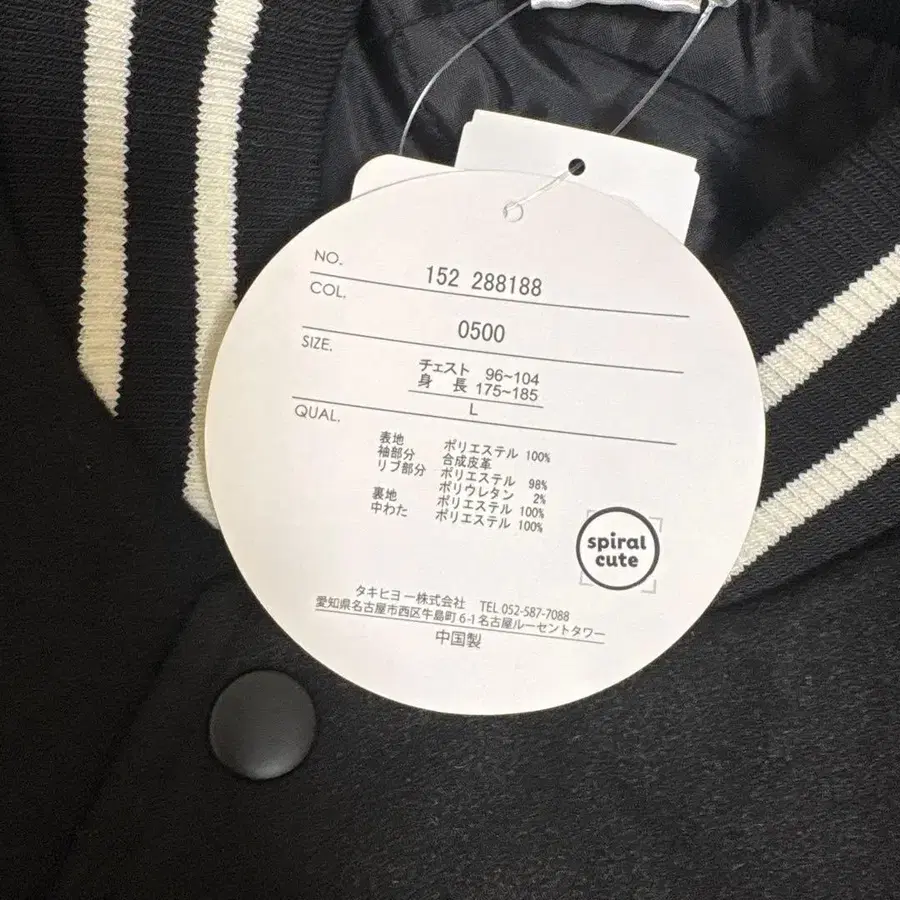 NO. 152 288188
COL. 0500
SIZE. チェスト 96~104
身 長 175~185
L
QUAL.
表地 ポリエステル 100%
袖部分 合成皮革
リブ部分 ポリエステル 98%
ポリウレタン 2%
裏地 ポリエステル 100%
中わた ポリエステル 100%
spiral
cute
タキヒヨー株式会社 TEL 052-587-7088
愛知県名古屋市西区牛島町 6-1 名古屋ルーセントタワー
中国製